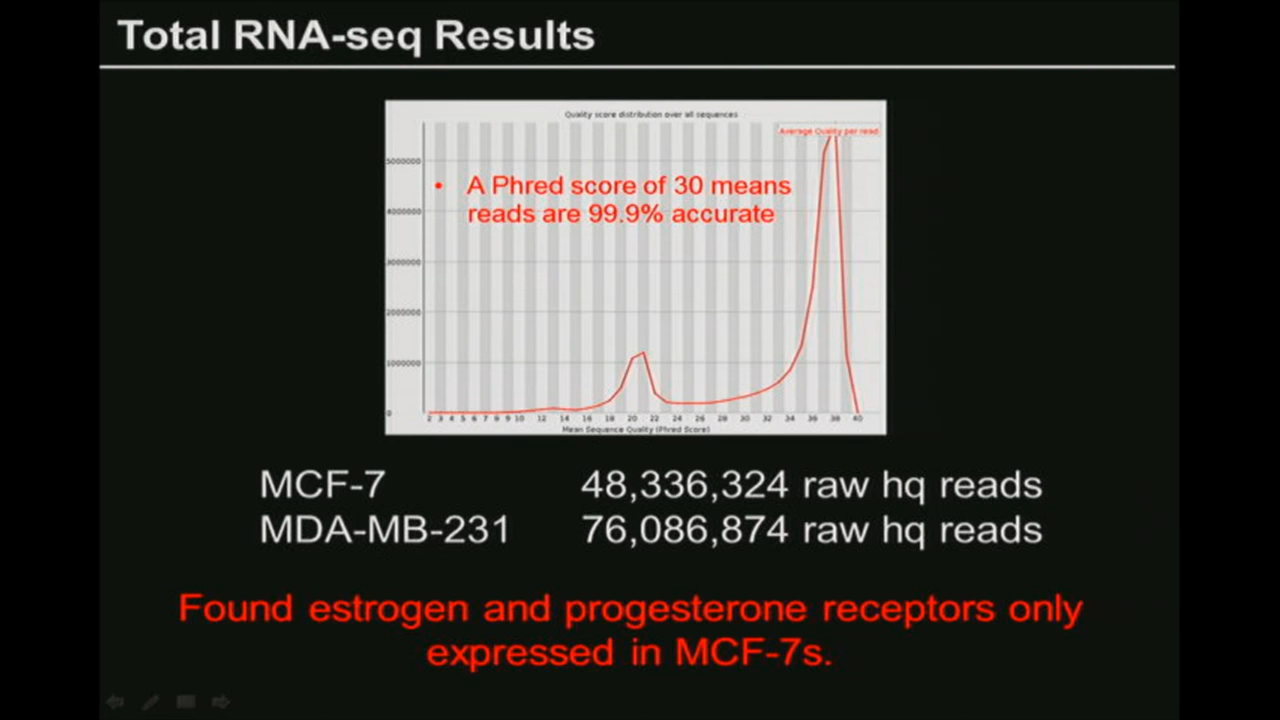 Total RNA-seq Results
Quality score distribution over all sequences
Average Quality per read
• A Phred score of 30 means
reads are 99.9% accurate
5000000
4000000
3000000
2000000
1000000
0
2 3 4 5 6 7 8 9 10 12 14 16 18 20 22 24 26 28 30 32 34 36 38 40
Mean Sequence Quality (Phred Score)
MCF-7 48,336,324 raw hq reads
MDA-MB-231 76,086,874 raw hq reads
Found estrogen and progesterone receptors only
expressed in MCF-7s.